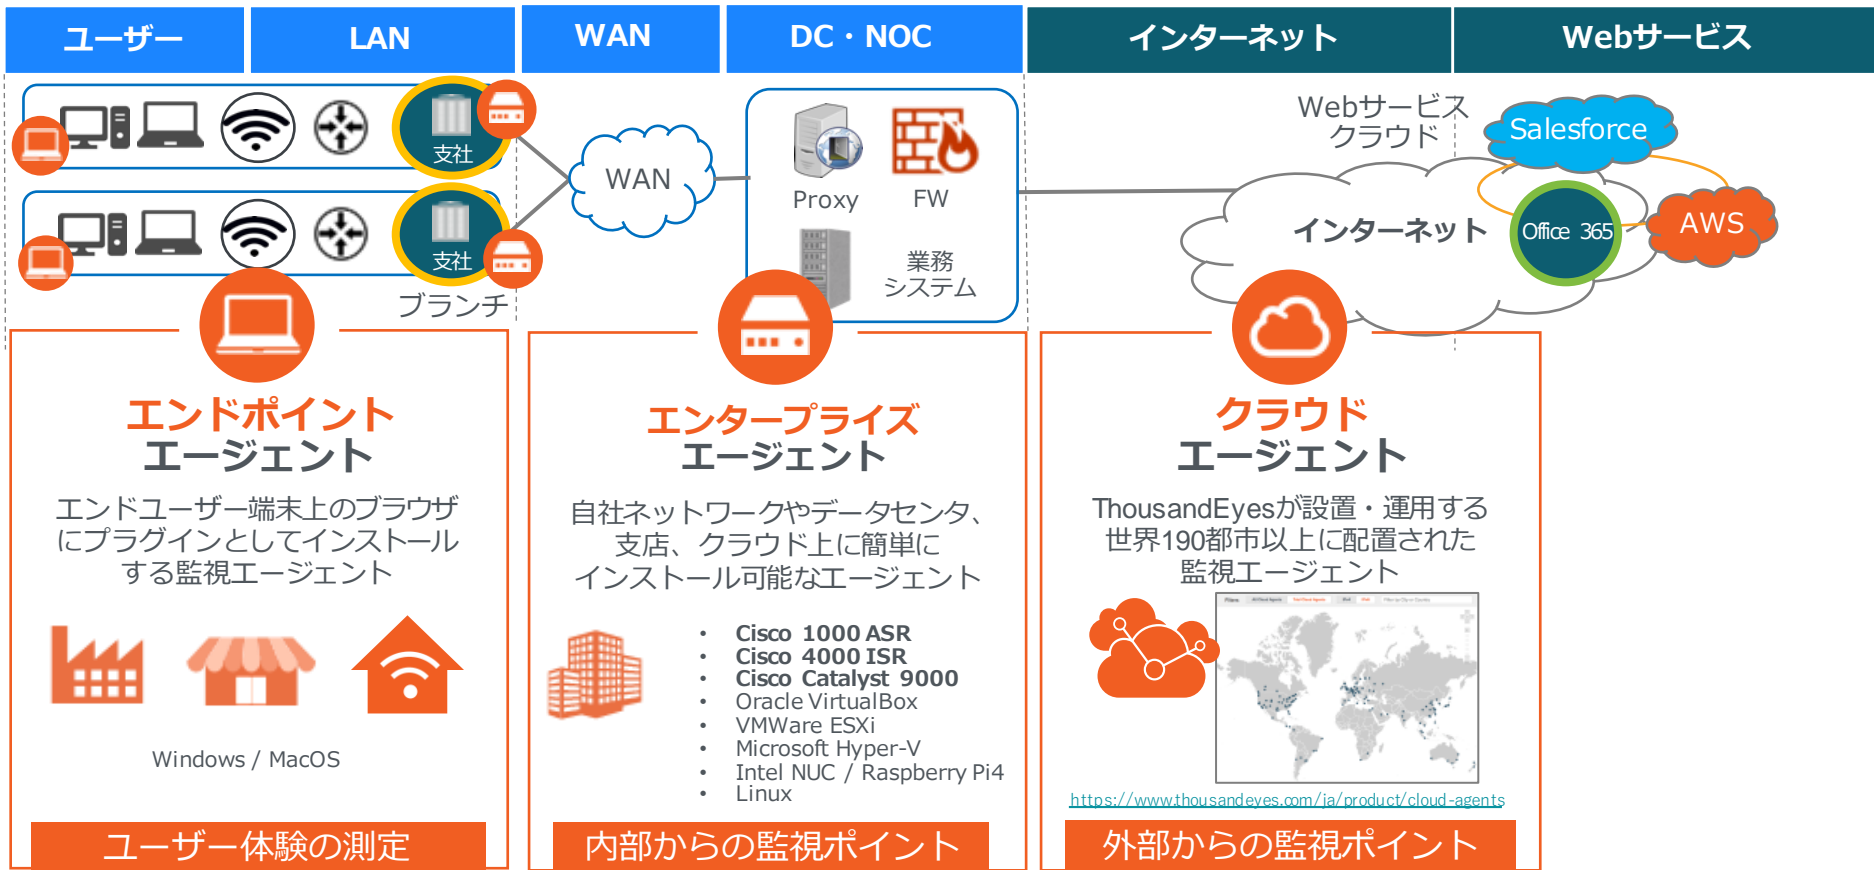 ユーザー
LAN
WAN
DC・NOC
インターネット
Webサービス
支社
支社
ブランチ
WAN
Proxy
FW
業務
システム
Webサービス
クラウド
Salesforce
インターネット
Office 365
AWS
エンドポイント
エージェント
エンドユーザー端末上のブラウザ
にプラグインとしてインストール
する監視エージェント
Windows / MacOS
ユーザー体験の測定
エンタープライズ
エージェント
自社ネットワークやデータセンタ、
支店、クラウド上に簡単に
インストール可能なエージェント
• Cisco 1000 ASR
• Cisco 4000 ISR
• Cisco Catalyst 9000
• Oracle VirtualBox
• VMWare ESXi
• Microsoft Hyper-V
• Intel NUC / Raspberry Pi4
• Linux
内部からの監視ポイント
クラウド
エージェント
ThousandEyesが設置・運用する
世界190都市以上に配置された
監視エージェント
https://www.thousandeyes.com/ja/product/cloud-agents
外部からの監視ポイント